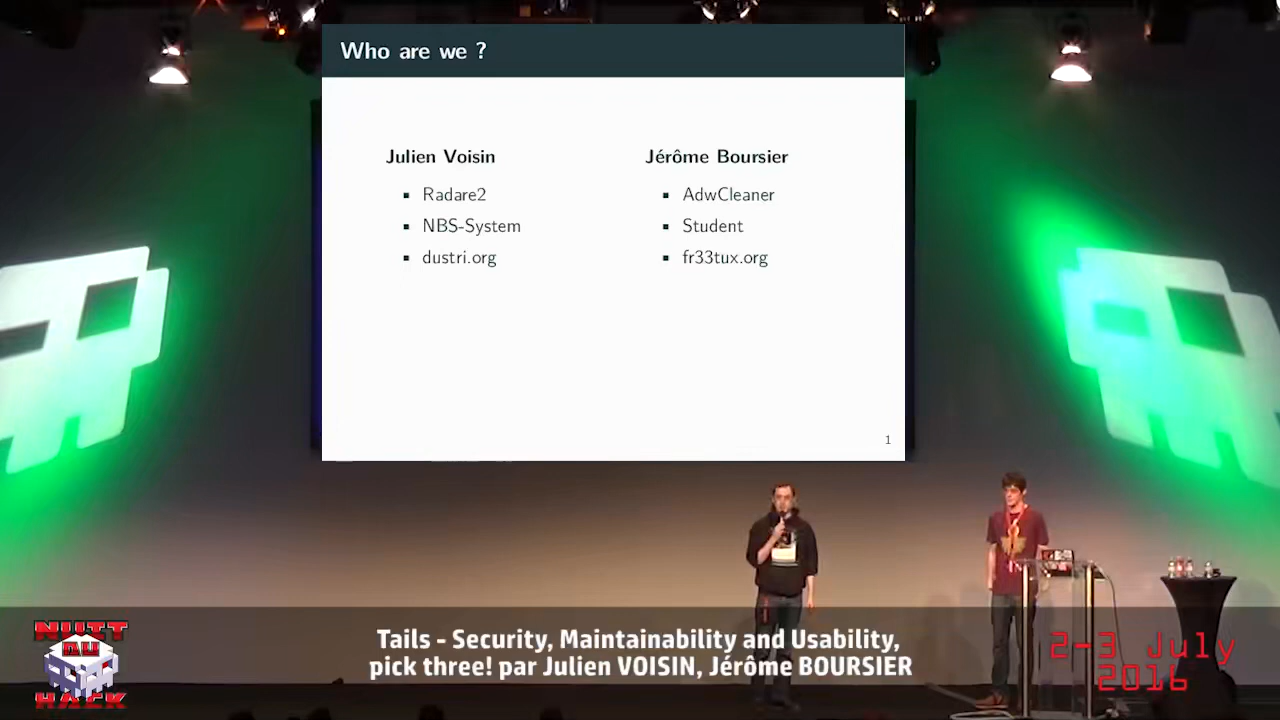 Who are we ?
Julien Voisin
Radare2
NBS-System
dustri.org
Jérôme Boursier
AdwCleaner
Student
fr33tux.org
1
NUIT
DU
HACK
Tails - Security, Maintainability and Usability,
pick three! par Julien VOISIN, Jérôme BOURSIER
2-3 July
2016